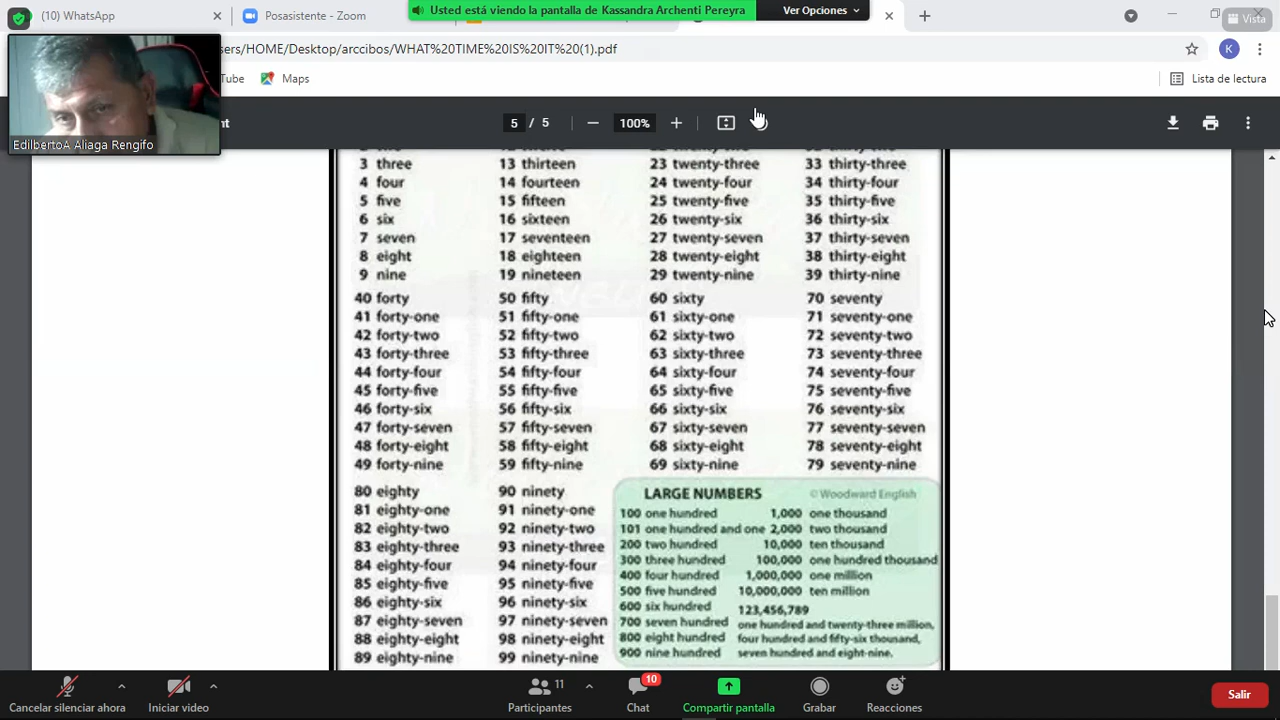 (10) WhatsApp
Posasistente - Zoom
Usted está viendo la pantalla de Kassandra Archenti Pereyra
Ver Opciones
Vista
ers/HOME/Desktop/arccibos/WHAT%20TIME%20IS%20IT%20(1).pdf
K
Tube
Maps
Lista de lectura
nt
5 / 5
100%
EdilbertoA Aliaga Rengifo
3 three 13 thirteen 23 twenty-three 33 thirty-three
4 four 14 fourteen 24 twenty-four 34 thirty-four
5 five 15 fifteen 25 twenty-five 35 thirty-five
6 six 16 sixteen 26 twenty-six 36 thirty-six
7 seven 17 seventeen 27 twenty-seven 37 thirty-seven
8 eight 18 eighteen 28 twenty-eight 38 thirty-eight
9 nine 19 nineteen 29 twenty-nine 39 thirty-nine
40 forty 50 fifty 60 sixty 70 seventy
41 forty-one 51 fifty-one 61 sixty-one 71 seventy-one
42 forty-two 52 fifty-two 62 sixty-two 72 seventy-two
43 forty-three 53 fifty-three 63 sixty-three 73 seventy-three
44 forty-four 54 fifty-four 64 sixty-four 74 seventy-four
45 forty-five 55 fifty-five 65 sixty-five 75 seventy-five
46 forty-six 56 fifty-six 66 sixty-six 76 seventy-six
47 forty-seven 57 fifty-seven 67 sixty-seven 77 seventy-seven
48 forty-eight 58 fifty-eight 68 sixty-eight 78 seventy-eight
49 forty-nine 59 fifty-nine 69 sixty-nine 79 seventy-nine
80 eighty 90 ninety
81 eighty-one 91 ninety-one
82 eighty-two 92 ninety-two
83 eighty-three 93 ninety-three
84 eighty-four 94 ninety-four
85 eighty-five 95 ninety-five
86 eighty-six 96 ninety-six
87 eighty-seven 97 ninety-seven
88 eighty-eight 98 ninety-eight
89 eighty-nine 99 ninety-nine
LARGE NUMBERS © Woodward English
100 one hundred 1,000 one thousand
101 one hundred and one 2,000 two thousand
200 two hundred 10,000 ten thousand
300 three hundred 100,000 one hundred thousand
400 four hundred 1,000,000 one million
500 five hundred 10,000,000 ten million
600 six hundred 123,456,789
700 seven hundred one hundred and twenty-three million,
800 eight hundred four hundred and fifty-six thousand,
900 nine hundred seven hundred and eight-nine.
Cancelar silenciar ahora
Iniciar video
11
Participantes
10
Chat
Compartir pantalla
Grabar
Reacciones
Salir